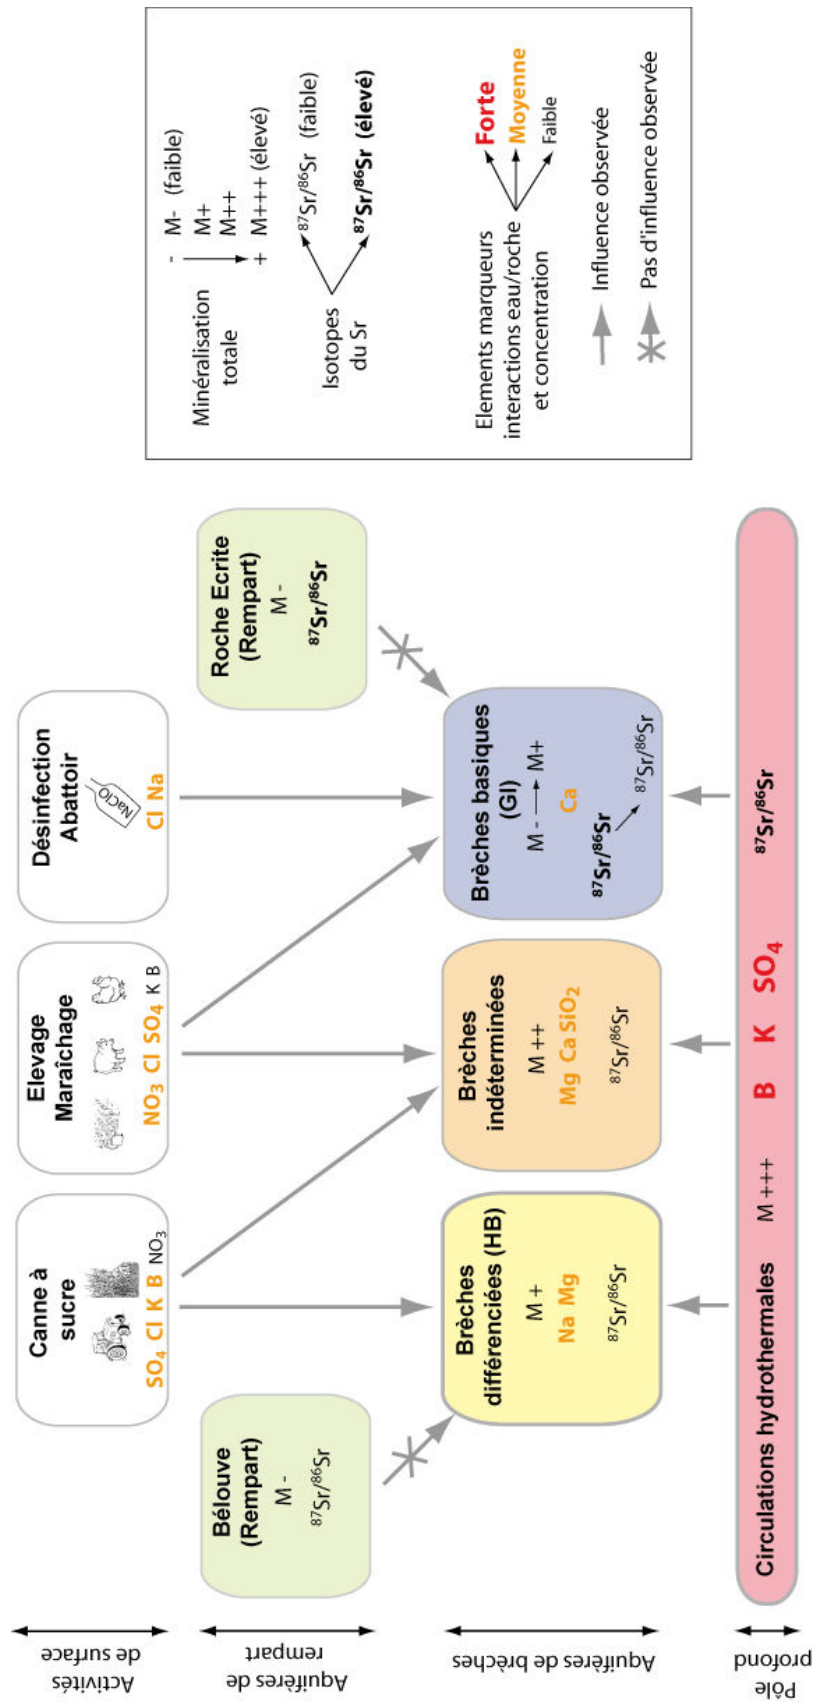 Activités
de surface
Canne à
sucre
SO₄ Cl K B NO₃
Elevage
Maraîchage
NO₃ Cl SO₄ K B
Désinfection
Abattoir
NaClO
Cl Na
Aquifères de
rempart
Bélouve
(Rempart)
M -
⁸⁷Sr/⁸⁶Sr
Roche Ecrite
(Rempart)
M -
⁸⁷Sr/⁸⁶Sr
Aquifères de brèches
Brèches
différenciées (HB)
M +
Na Mg
⁸⁷Sr/⁸⁶Sr
Brèches
indéterminées
M ++
Mg Ca SiO₂
⁸⁷Sr/⁸⁶Sr
Brèches basiques
(GI)
M - M+
Ca
⁸⁷Sr/⁸⁶Sr
⁸⁷Sr/⁸⁶Sr
Pôle
profond
Circulations hydrothermales M +++ B K SO₄ ⁸⁷Sr/⁸⁶Sr
Minéralisation
totale
- M- (faible)
M+
M++
+ M+++ (élevé)
Isotopes
du Sr
⁸⁷Sr/⁸⁶Sr (faible)
⁸⁷Sr/⁸⁶Sr (élevé)
Elements marqueurs
interactions eau/roche
et concentration
Forte
Moyenne
Faible
Influence observée
Pas d'influence observée